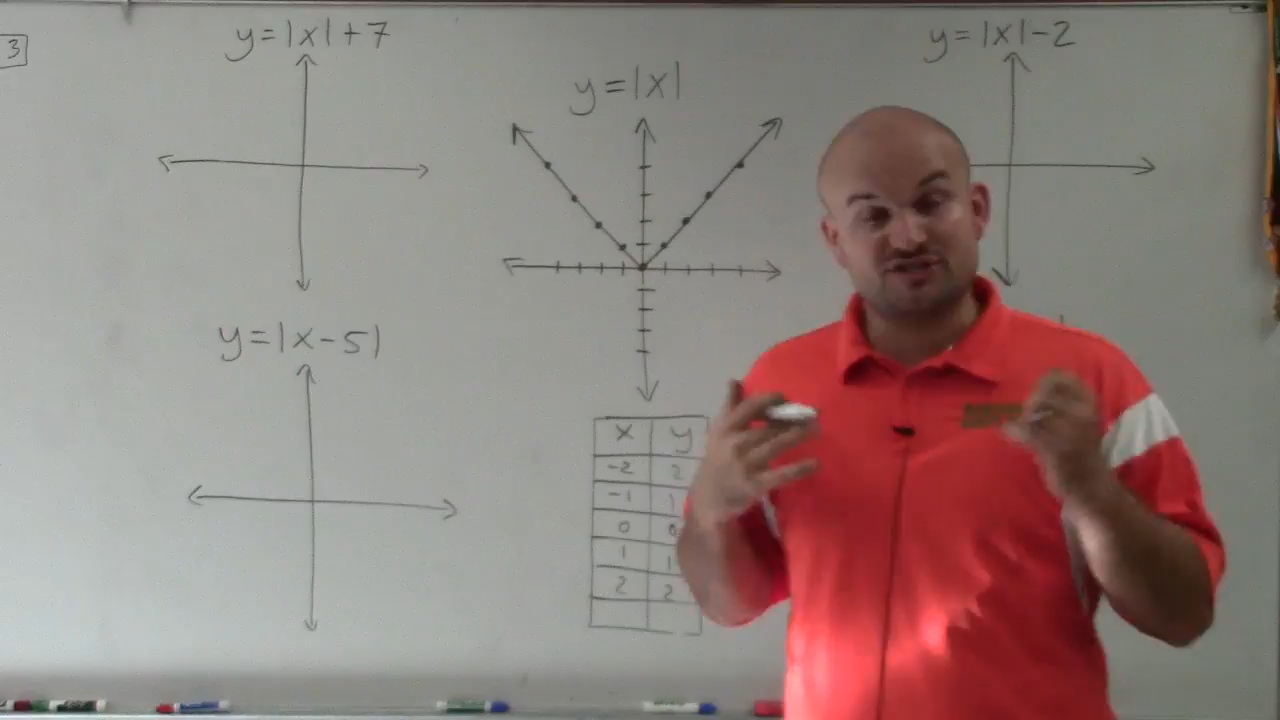 3
y=|x|+7
y=|x|
y=|x|-2
y=|x-5|
x y
-2 2
-1 1
0 0
1 1
2 2